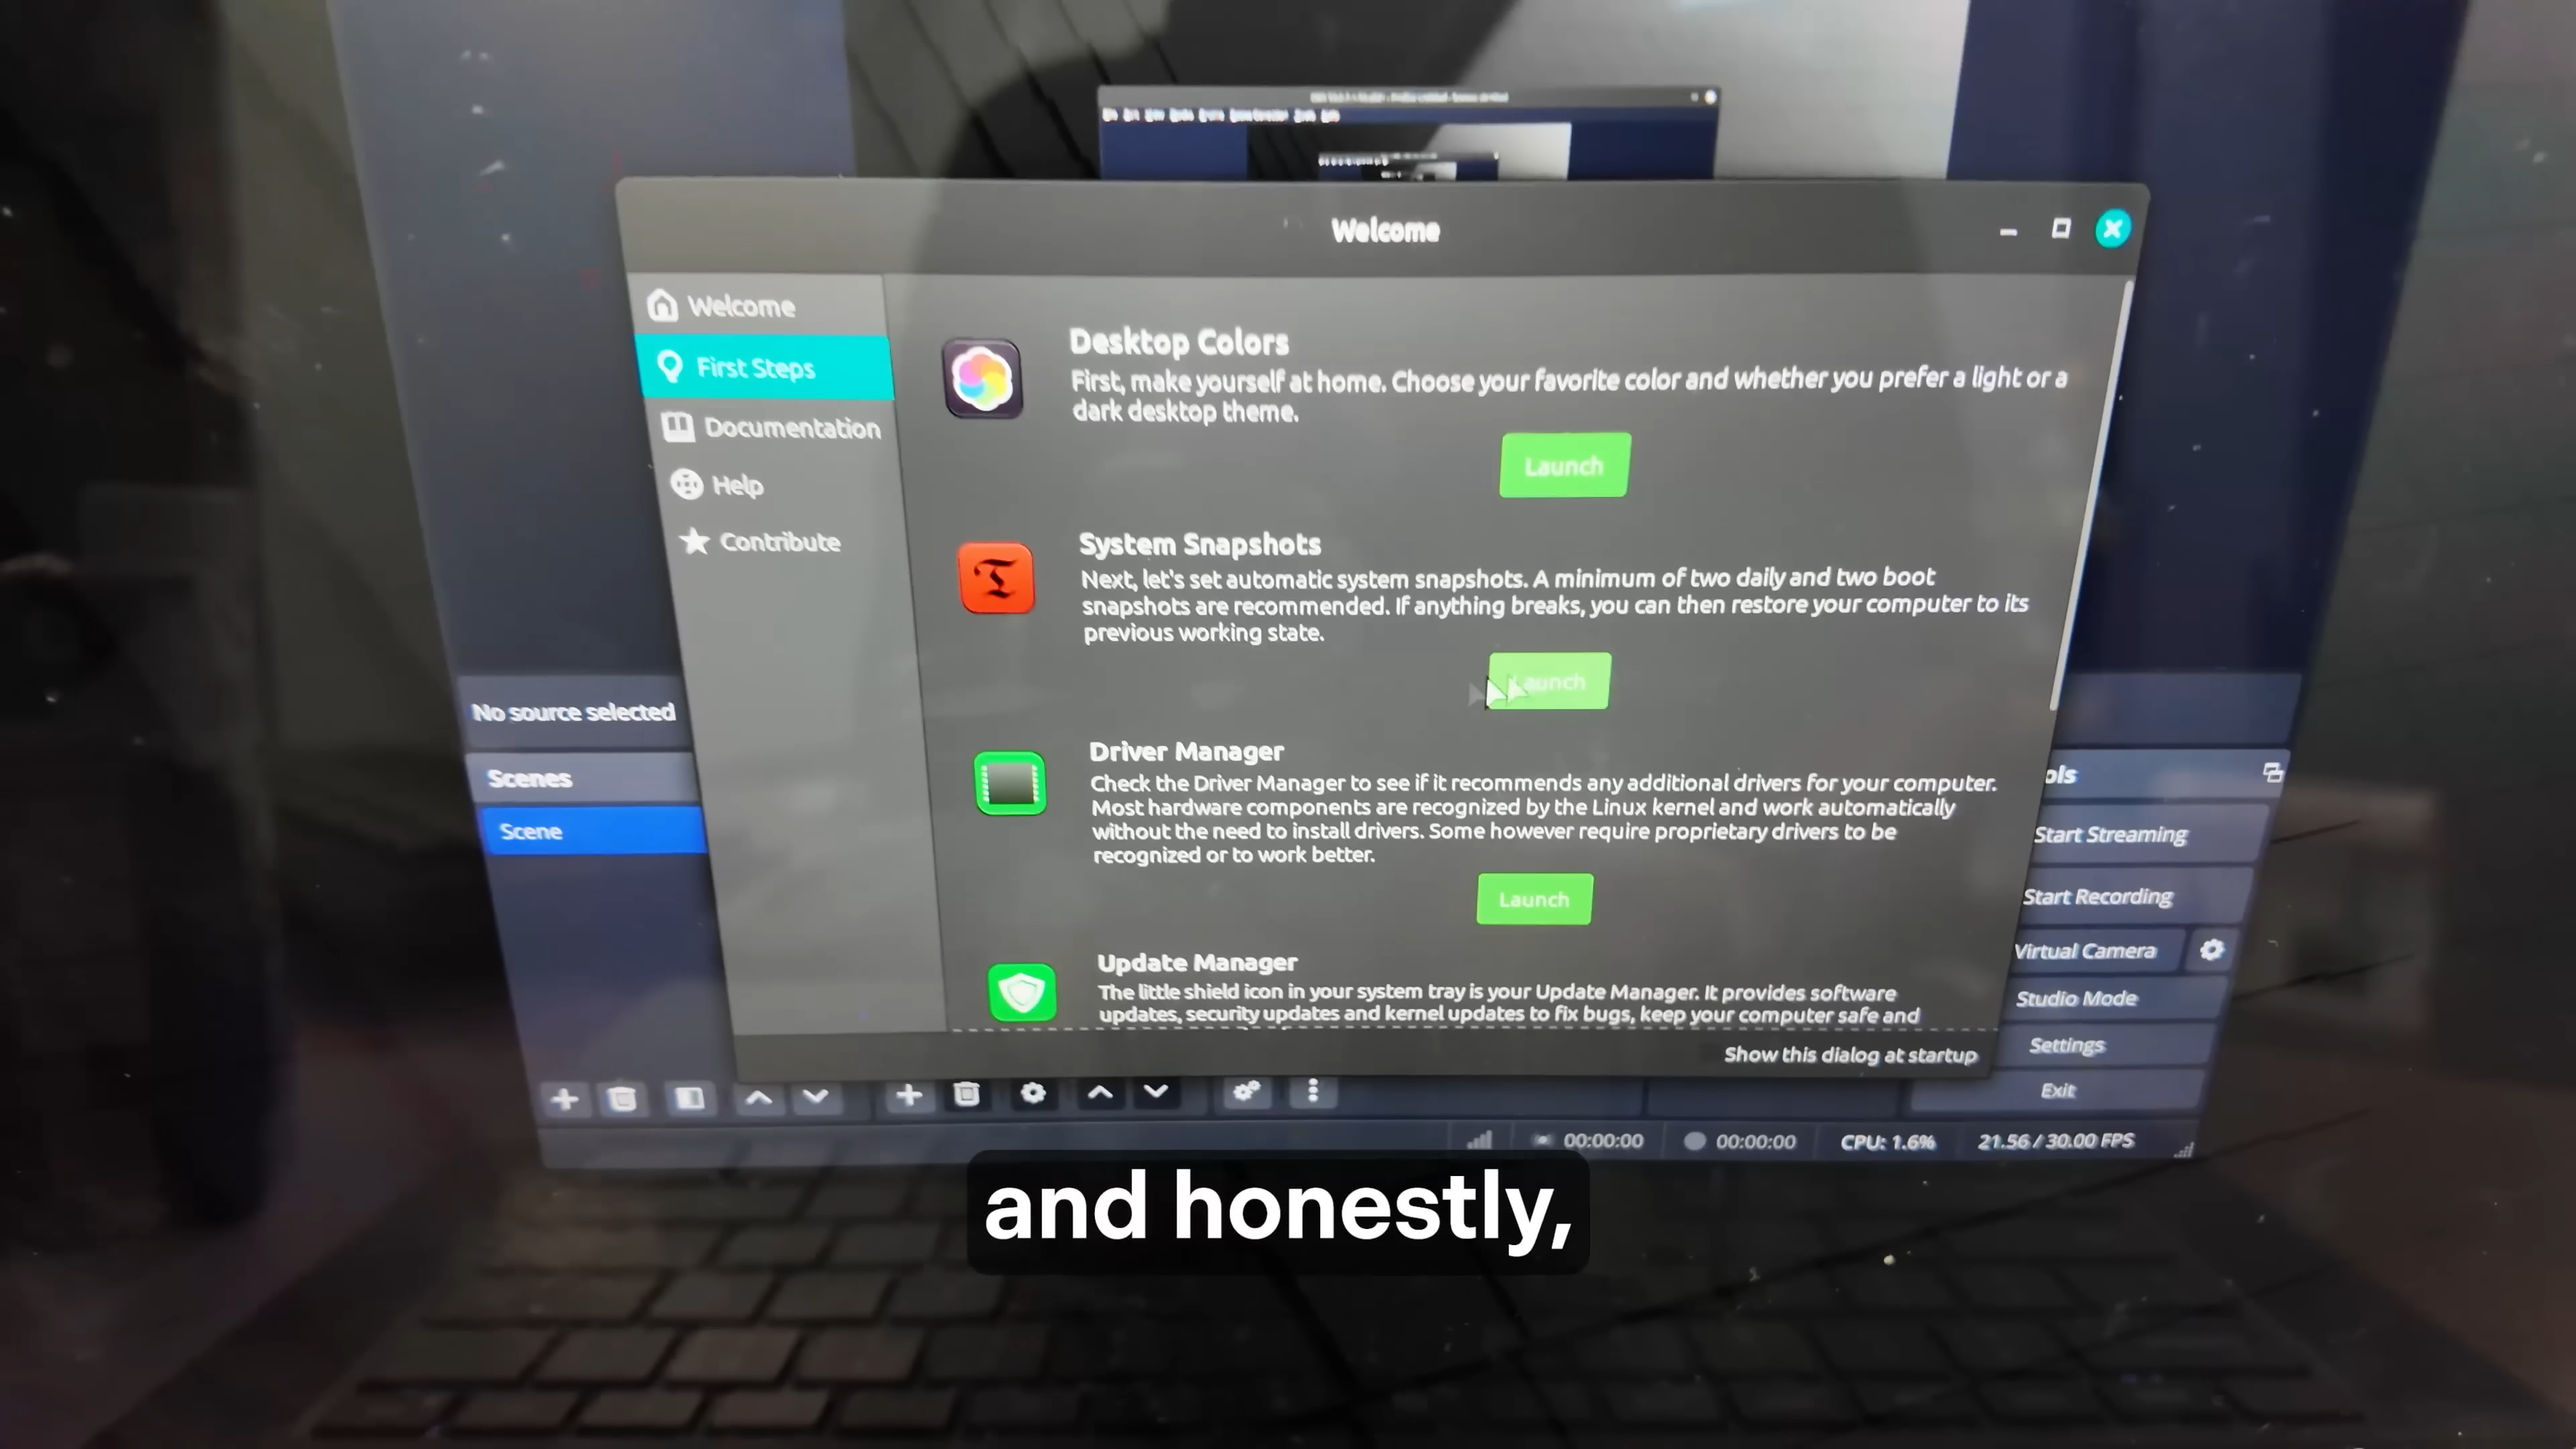 Welcome
Welcome
First Steps
Documentation
Help
Contribute
Desktop Colors
First, make yourself at home. Choose your favorite color and whether you prefer a light or a
dark desktop theme.
Launch
System Snapshots
Next, let's set automatic system snapshots. A minimum of two daily and two boot
snapshots are recommended. If anything breaks, you can then restore your computer to its
previous working state.
Launch
Driver Manager
Check the Driver Manager to see if it recommends any additional drivers for your computer.
Most hardware components are recognized by the Linux kernel and work automatically
without the need to install drivers. Some however require proprietary drivers to be
recognized or to work better.
Launch
Update Manager
The little shield icon in your system tray is your Update Manager. It provides software
updates, security updates and kernel updates to fix bugs, keep your computer safe and
Show this dialog at startup
No source selected
Scenes
Scene
ols
Start Streaming
Start Recording
Virtual Camera
Studio Mode
Settings
Exit
00:00:00
00:00:00
CPU: 1.6%
21.56 / 30.00 FPS
and honestly,